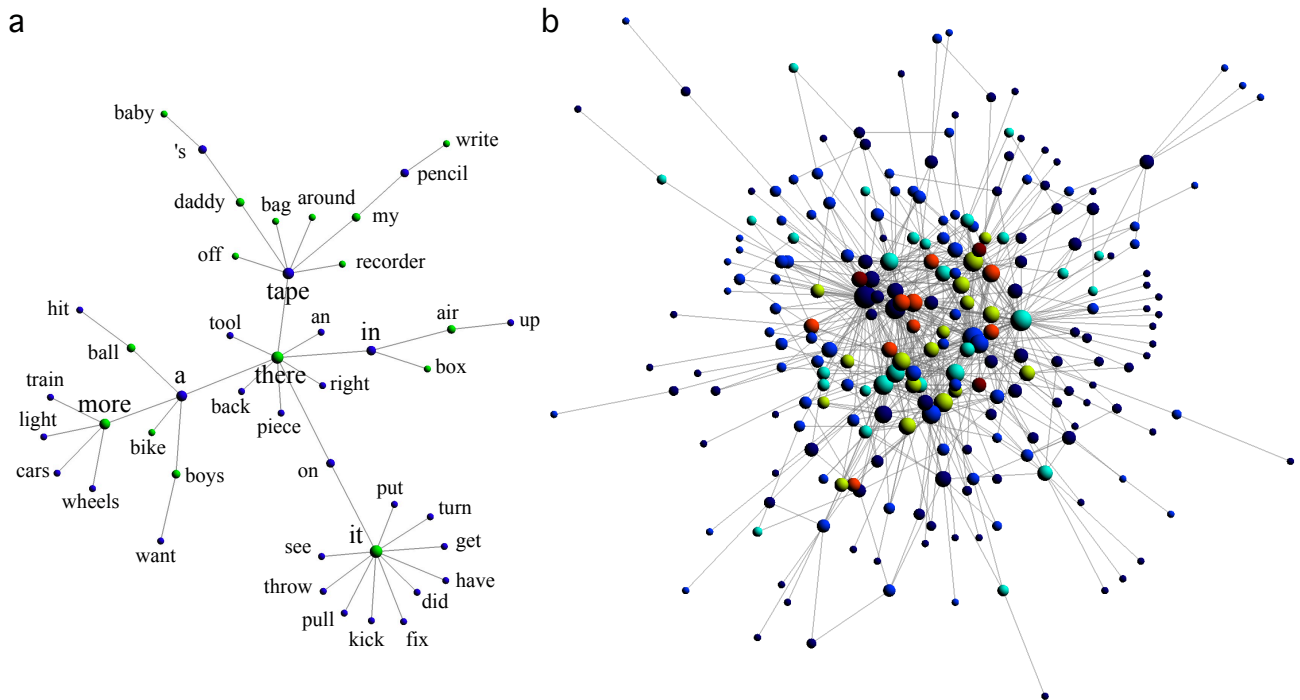 a
b
baby
's
write
pencil
daddy
bag
around
my
off
recorder
tape
hit
tool
an
in
air
up
ball
a
there
box
train
more
back
right
light
piece
bike
cars
boys
on
wheels
put
turn
want
see
it
get
throw
have
pull
did
kick
fix